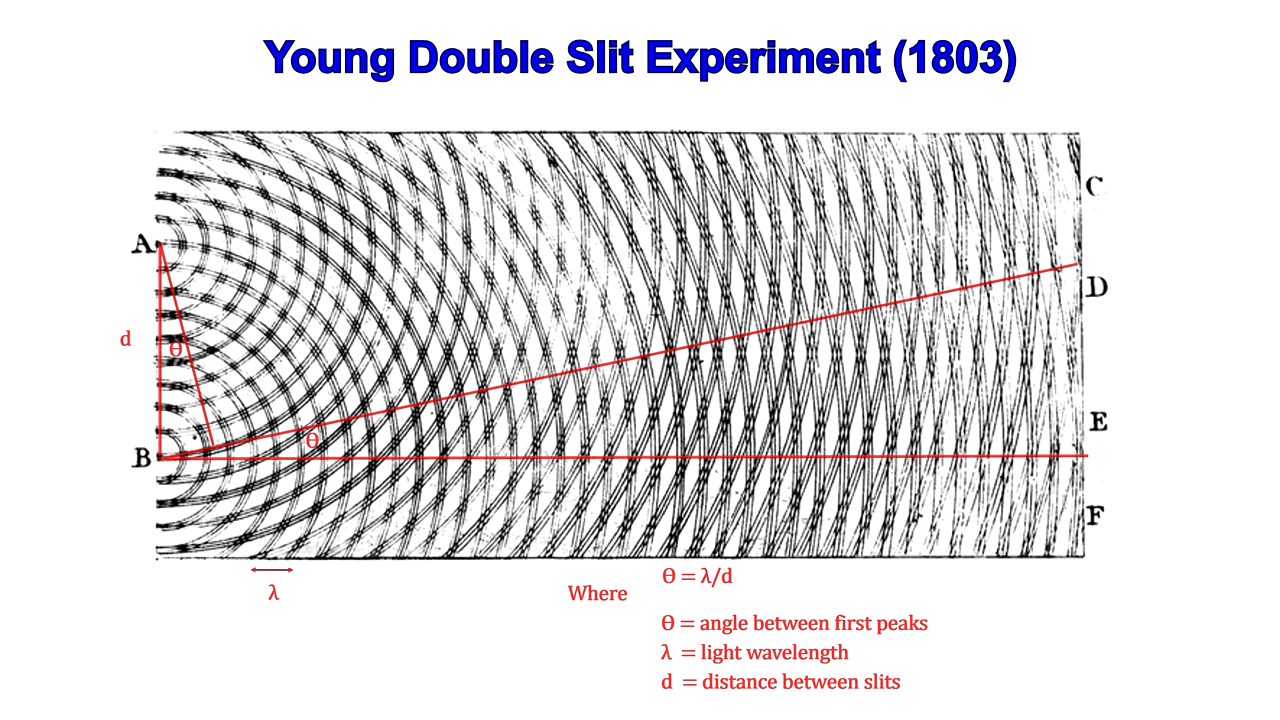 Young Double Slit Experiment (1803)
C
A
D
d
θ
E
θ
B
F
θ = λ/d
λ
Where
θ = angle between first peaks
λ = light wavelength
d = distance between slits